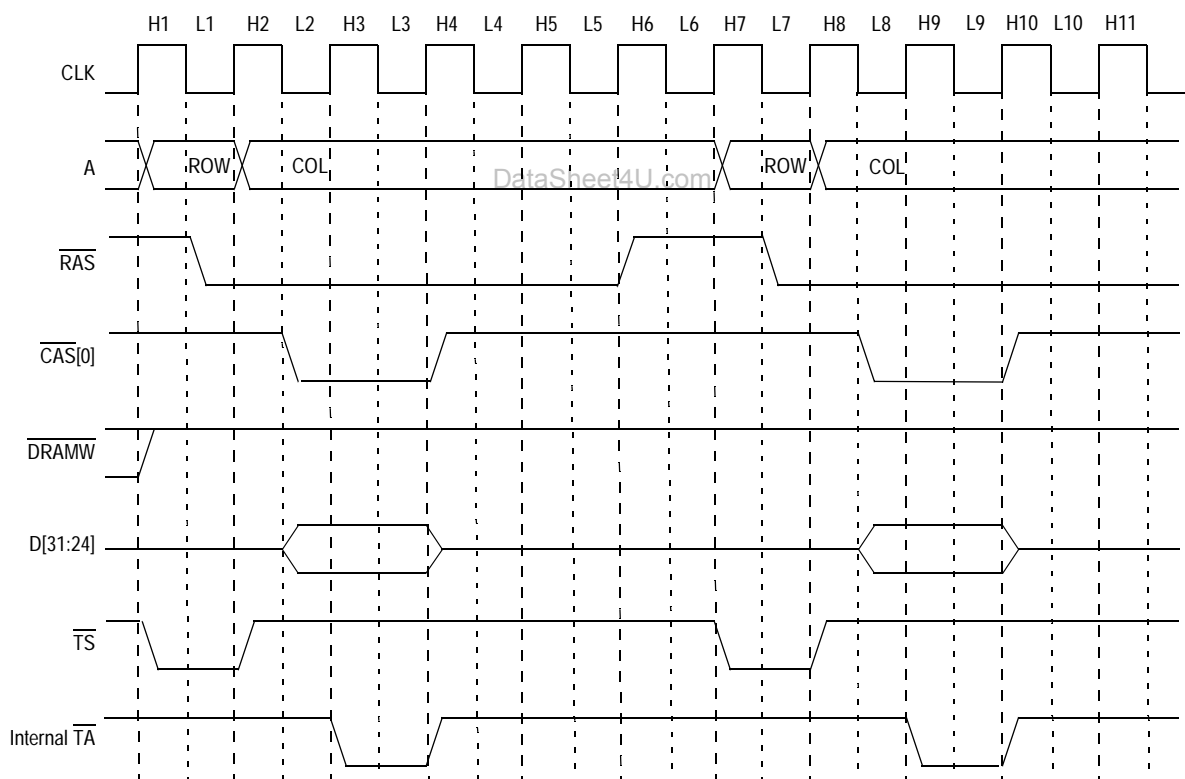 H1 L1 H2 L2 H3 L3 H4 L4 H5 L5 H6 L6 H7 L7 H8 L8 H9 L9 H10 L10 H11
CLK
A ROW COL ROW COL
DataSheet4U.com
RAS
CAS[0]
DRAMW
D[31:24]
TS
Internal TA